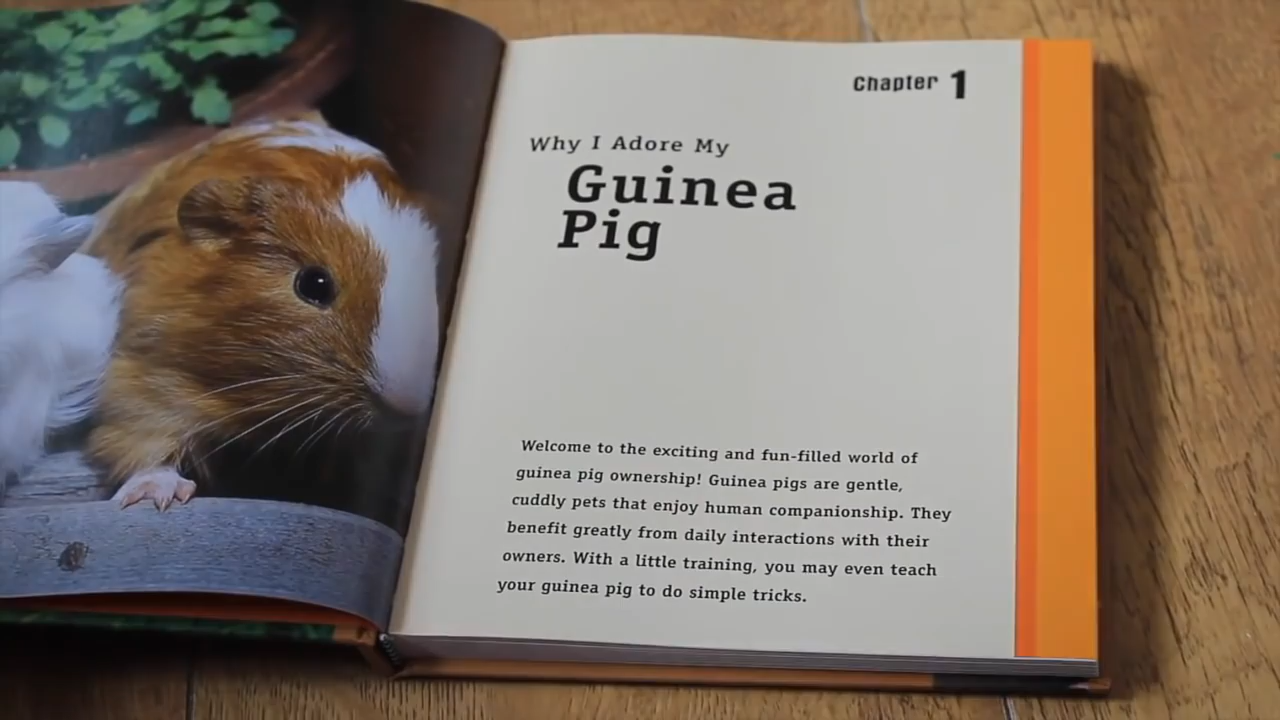 Chapter 1
Why I Adore My
Guinea
Pig
Welcome to the exciting and fun-filled world of
guinea pig ownership! Guinea pigs are gentle,
cuddly pets that enjoy human companionship. They
benefit greatly from daily interactions with their
owners. With a little training, you may even teach
your guinea pig to do simple tricks.